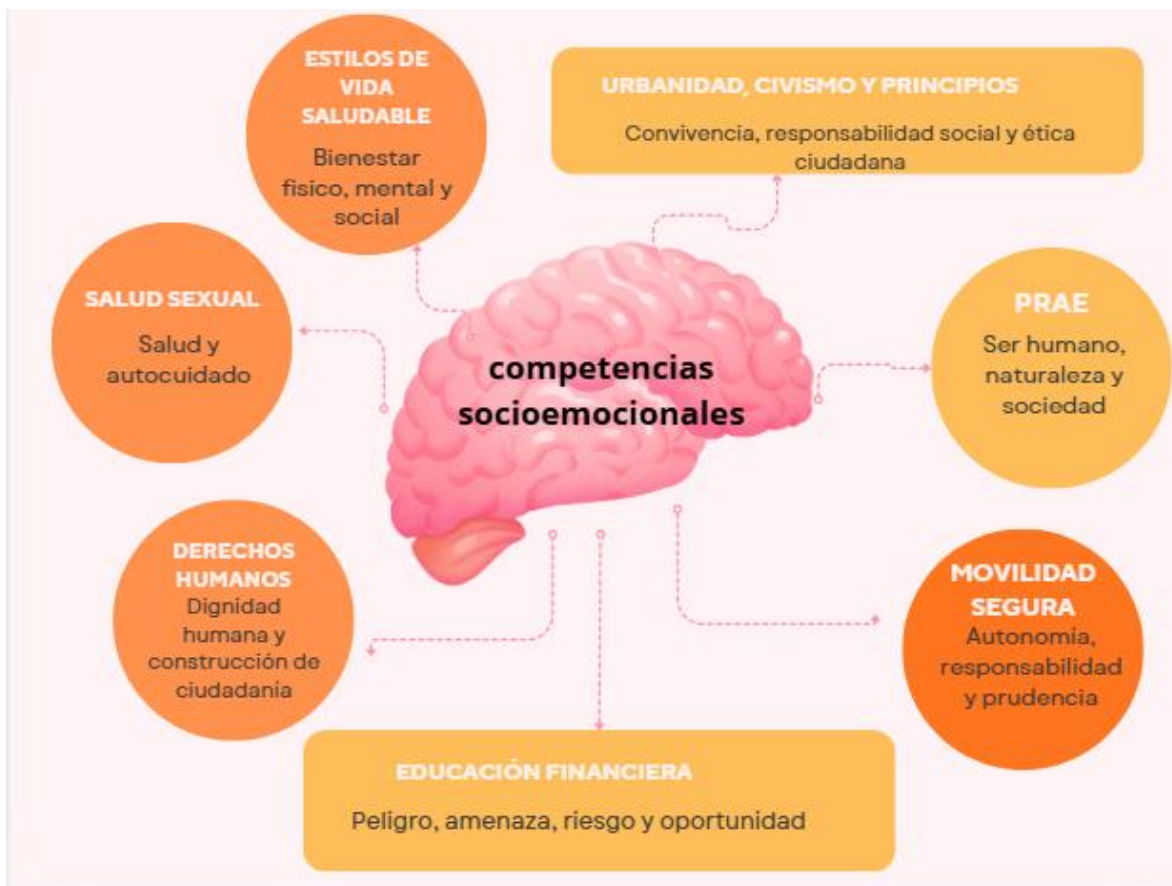 ESTILOS DE
VIDA
SALUDABLE
Bienestar
físico, mental y
social
URBANIDAD, CIVISMO Y PRINCIPIOS
Convivencia, responsabilidad social y ética
ciudadana
SALUD SEXUAL
Salud y
autocuidado
competencias
socioemocionales
PRAE
Ser humano,
naturaleza y
sociedad
DERECHOS
HUMANOS
Dignidad
humana y
construcción de
ciudadanía
MOVILIDAD
SEGURA
Autonomía,
responsabilidad
y prudencia
EDUCACIÓN FINANCIERA
Peligro, amenaza, riesgo y oportunidad